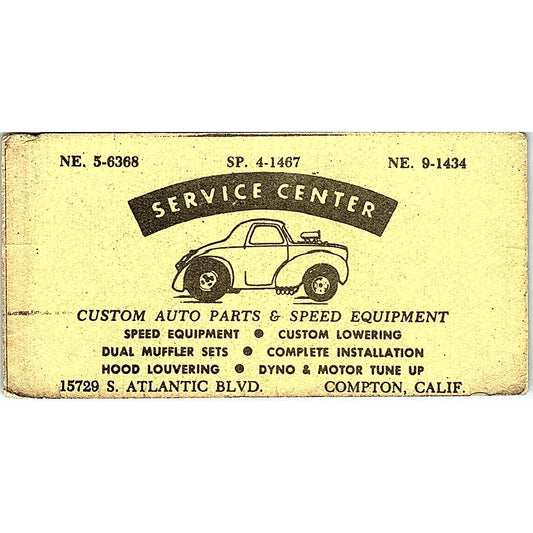 NE. 5-6368 SP. 4-1467 NE. 9-1434
SERVICE CENTER
CUSTOM AUTO PARTS & SPEED EQUIPMENT
SPEED EQUIPMENT ● CUSTOM LOWERING
DUAL MUFFLER SETS ● COMPLETE INSTALLATION
HOOD LOUVERING ● DYNO & MOTOR TUNE UP
15729 S. ATLANTIC BLVD. COMPTON, CALIF.